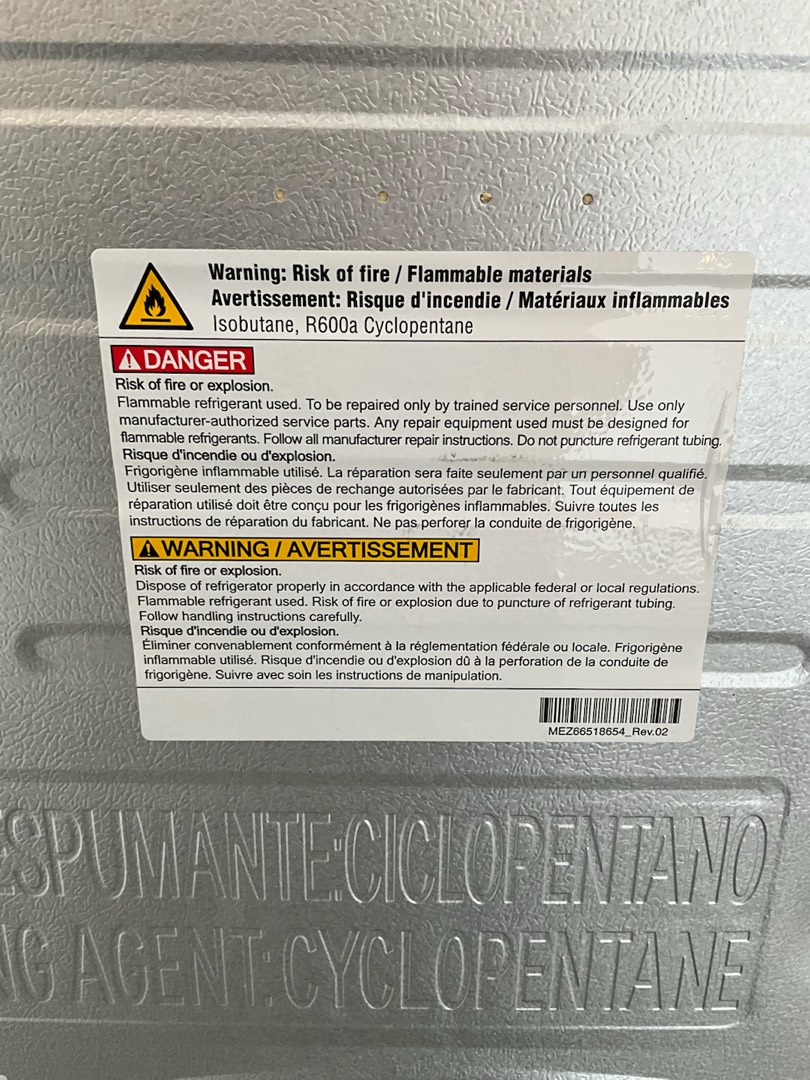 Warning: Risk of fire / Flammable materials
Avertissement: Risque d'incendie / Matériaux inflammables
Isobutane, R600a Cyclopentane
DANGER
Risk of fire or explosion.
Flammable refrigerant used. To be repaired only by trained service personnel. Use only
manufacturer-authorized service parts. Any repair equipment used must be designed for
flammable refrigerants. Follow all manufacturer repair instructions. Do not puncture refrigerant tubing.
Risque d'incendie ou d'explosion.
Frigorigène inflammable utilisé. La réparation sera faite seulement par un personnel qualifié.
Utiliser seulement des pièces de rechange autorisées par le fabricant. Tout équipement de
réparation utilisé doit être conçu pour les frigorigènes inflammables. Suivre toutes les
instructions de réparation du fabricant. Ne pas perforer la conduite de frigorigène.
WARNING / AVERTISSEMENT
Risk of fire or explosion.
Dispose of refrigerator properly in accordance with the applicable federal or local regulations.
Flammable refrigerant used. Risk of fire or explosion due to puncture of refrigerant tubing.
Follow handling instructions carefully.
Risque d'incendie ou d'explosion.
Éliminer convenablement conformément à la réglementation fédérale ou locale. Frigorigène
inflammable utilisé. Risque d'incendie ou d'explosion dû à la perforation de la conduite de
frigorigène. Suivre avec soin les instructions de manipulation.
MEZ66518654_Rev.02
ESPUMANTE:CICLOPENTANO
NG AGENT:CYCLOPENTANE